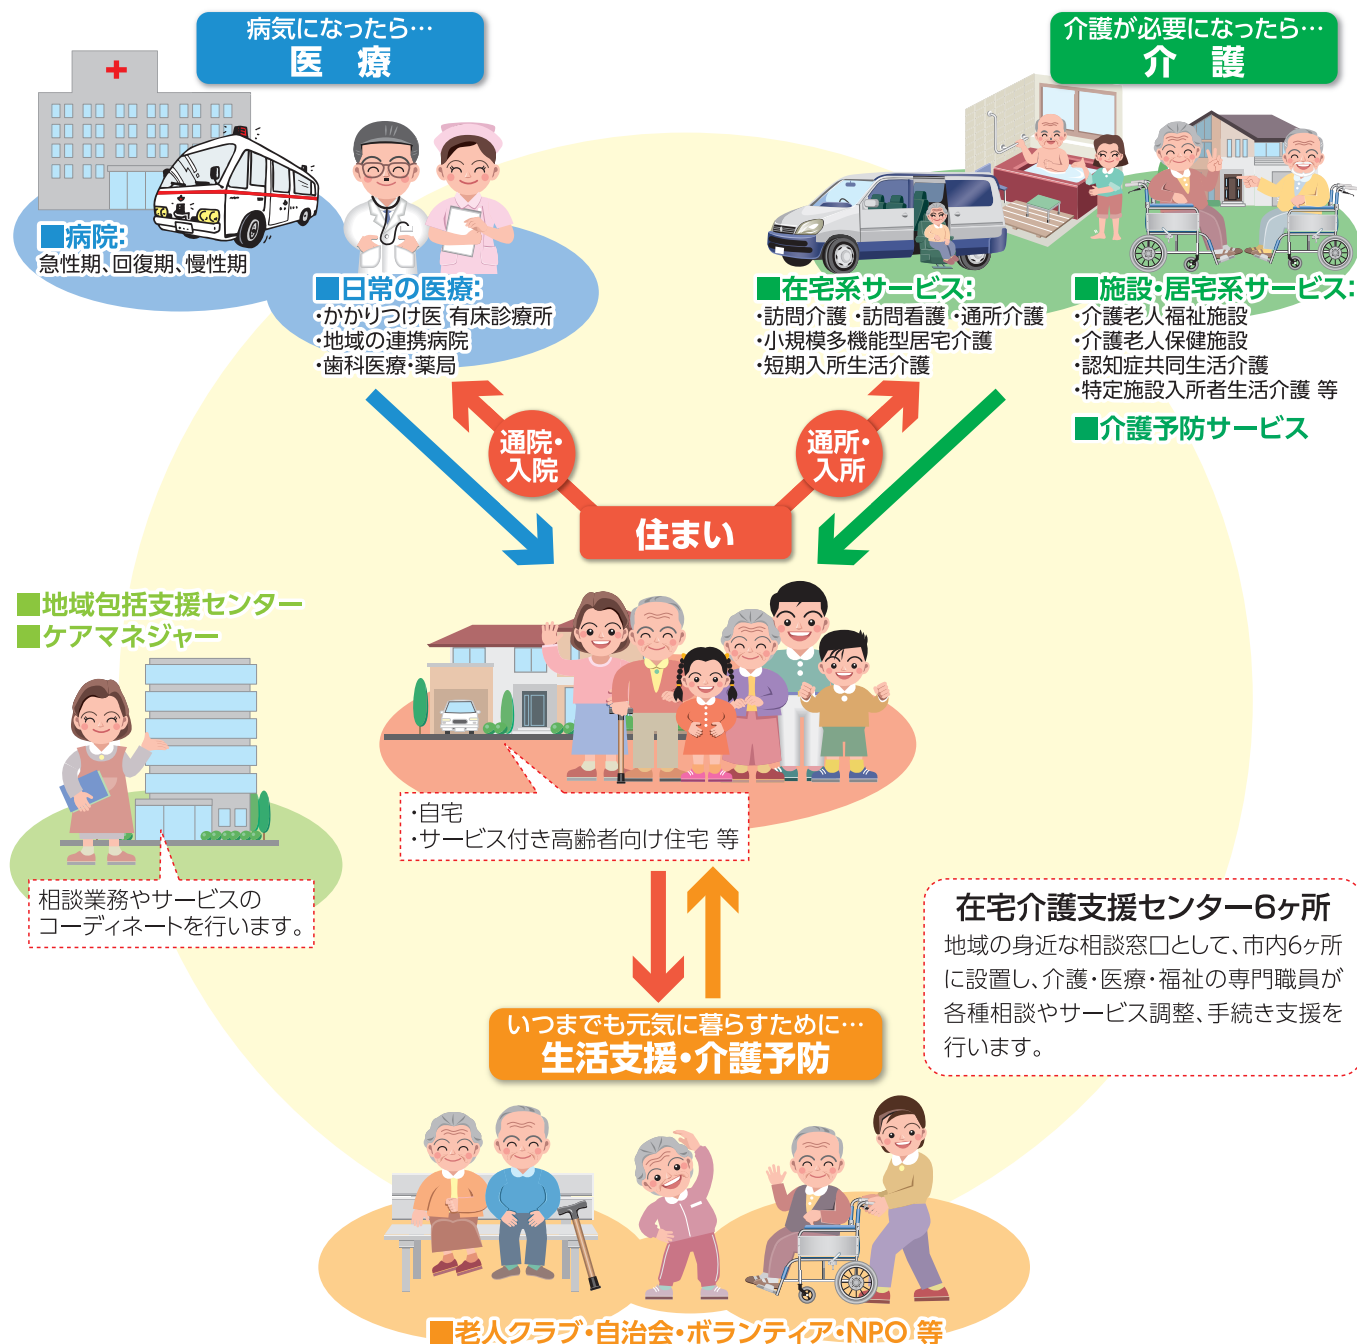 病気になったら…
医　療
介護が必要になったら…
介　護
■病院:
急性期、回復期、慢性期
■日常の医療:
・かかりつけ医 有床診療所
・地域の連携病院
・歯科医療・薬局
■在宅系サービス:
・訪問介護 ・訪問看護 ・通所介護
・小規模多機能型居宅介護
・短期入所生活介護
■施設・居宅系サービス:
・介護老人福祉施設
・介護老人保健施設
・認知症共同生活介護
・特定施設入所者生活介護 等
■介護予防サービス
通院・
入院
通所・
入所
住まい
■地域包括支援センター
■ケアマネジャー
相談業務やサービスの
コーディネートを行います。
・自宅
・サービス付き高齢者向け住宅 等
在宅介護支援センター6ヶ所
地域の身近な相談窓口として、市内6ヶ所
に設置し、介護・医療・福祉の専門職員が
各種相談やサービス調整、手続き支援を
行います。
いつまでも元気に暮らすために…
生活支援・介護予防
■老人クラブ・自治会・ボランティア・NPO 等